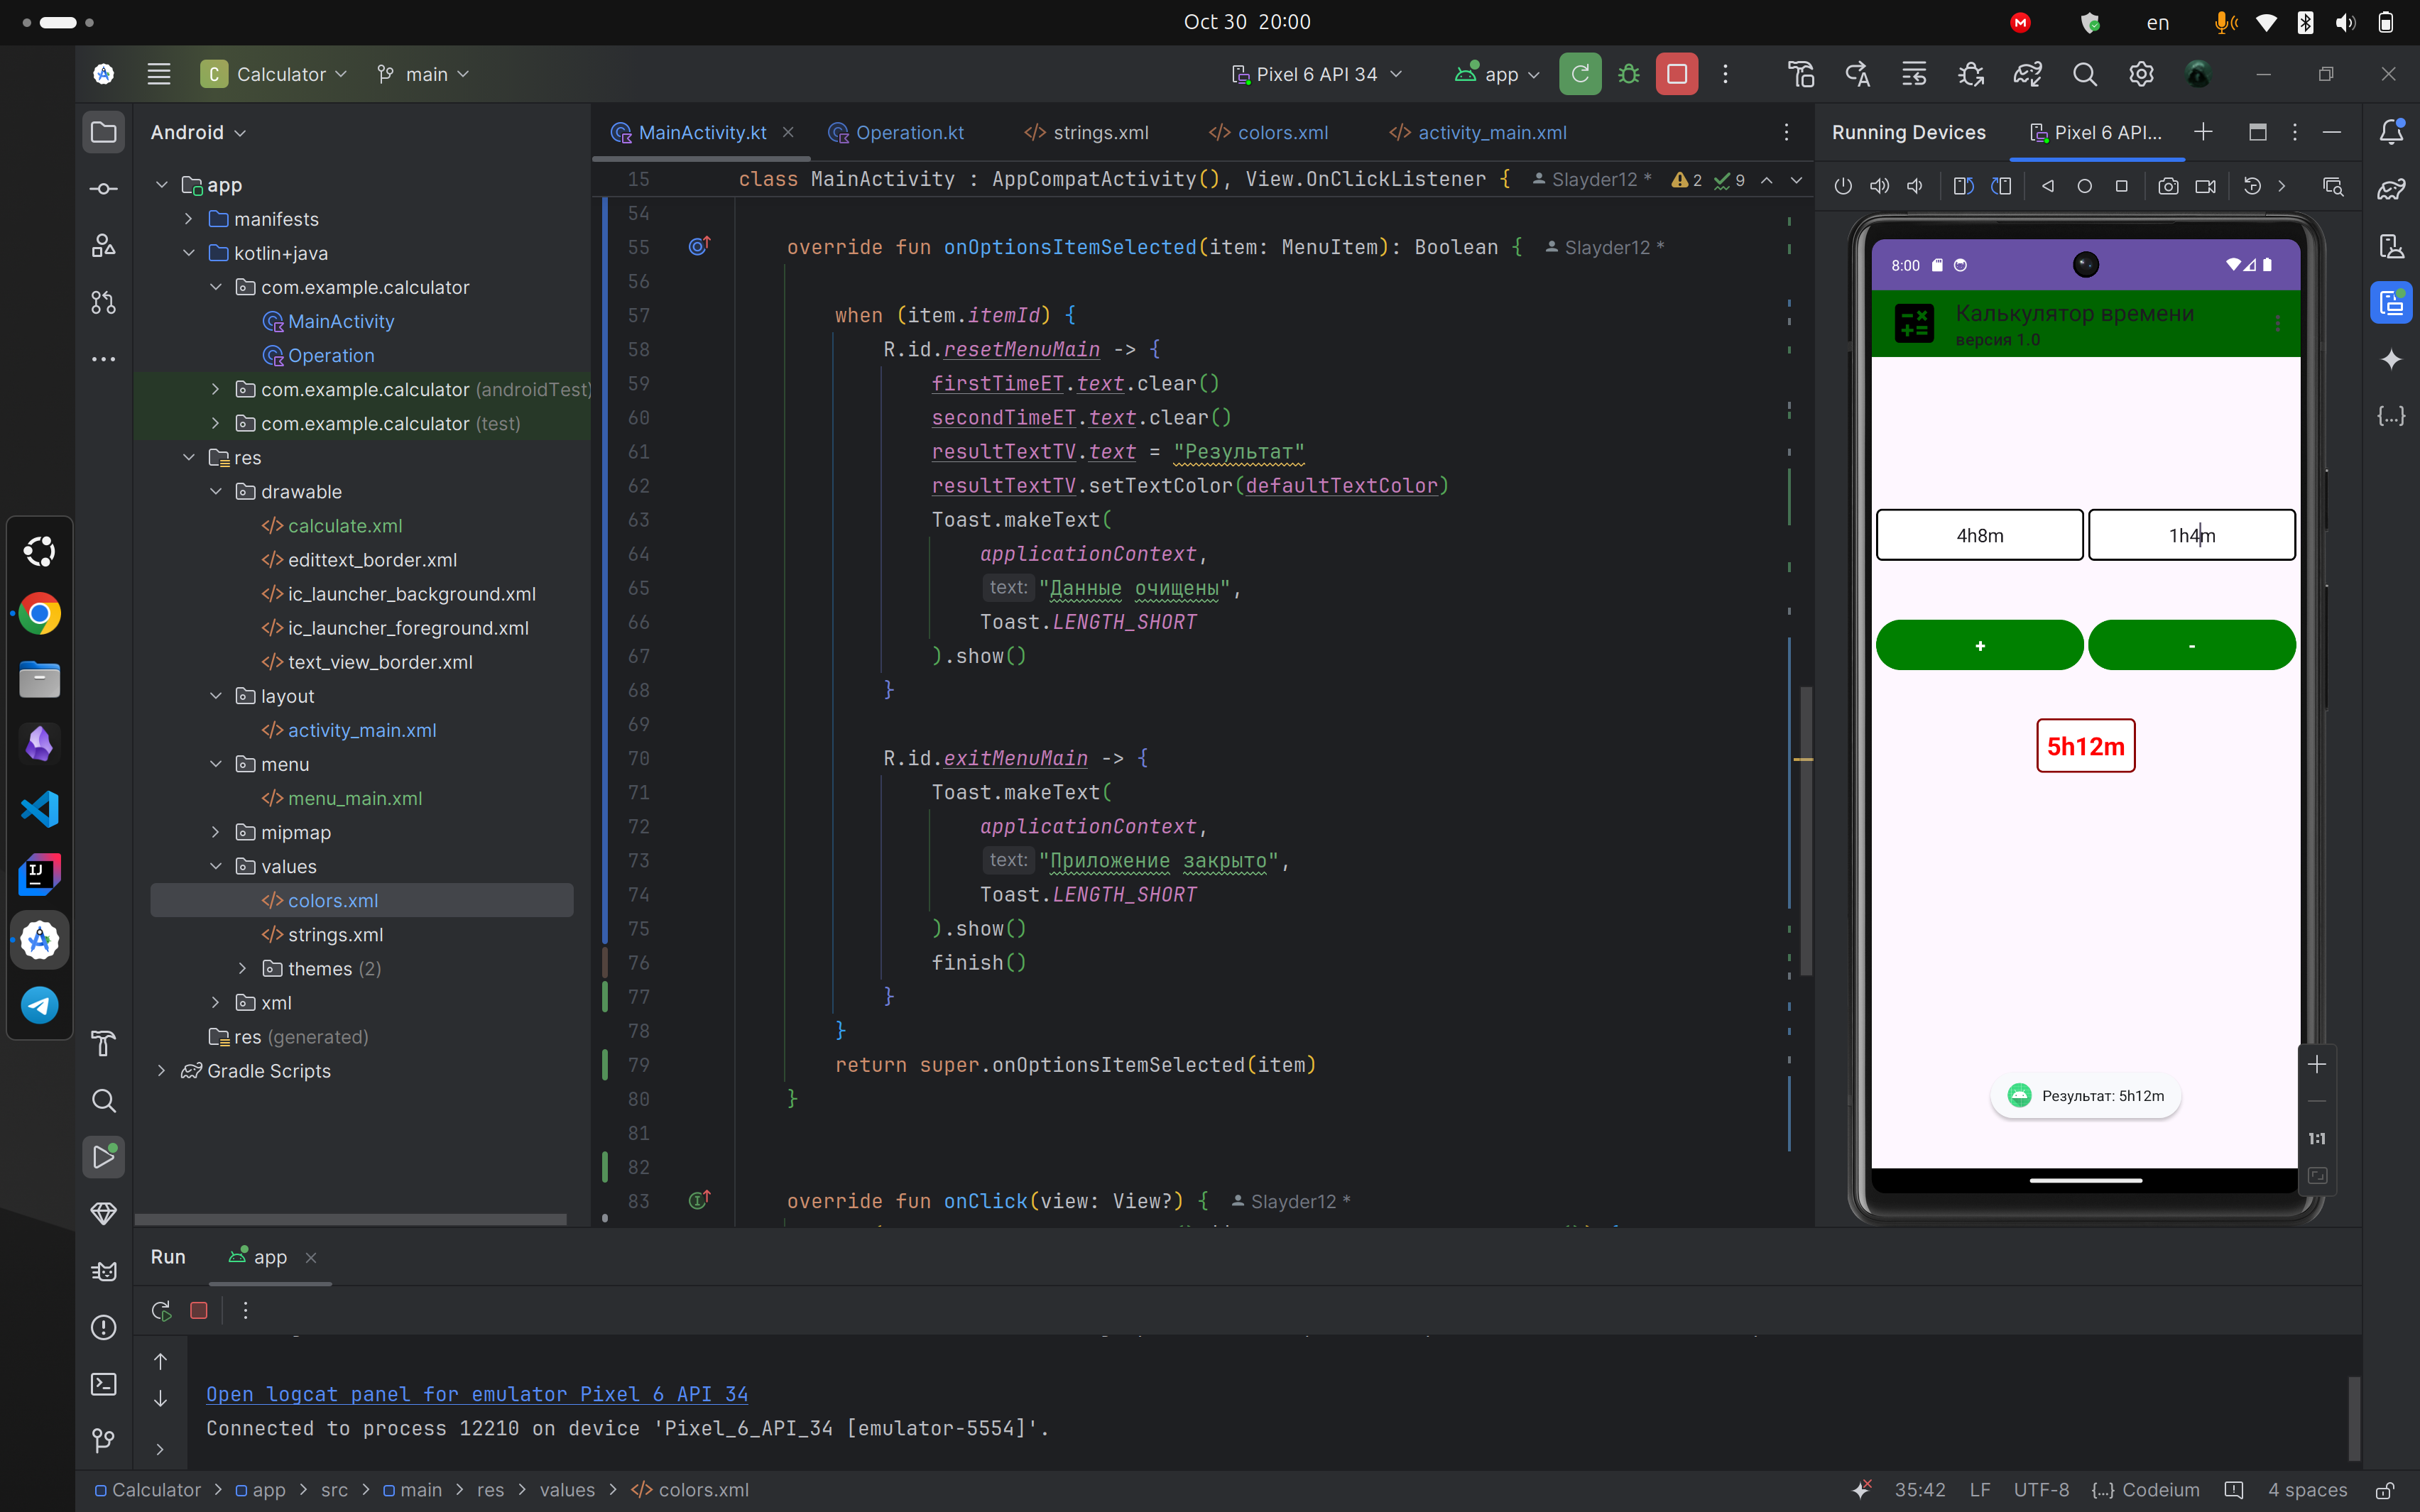 Oct 30 20:00
en
C Calculator
main
Pixel 6 API 34
app
Android
MainActivity.kt
Operation.kt
strings.xml
colors.xml
activity_main.xml
Running Devices
Pixel 6 API...
app
manifests
kotlin+java
com.example.calculator
MainActivity
Operation
com.example.calculator (androidTest)
com.example.calculator (test)
res
drawable
calculate.xml
edittext_border.xml
ic_launcher_background.xml
ic_launcher_foreground.xml
text_view_border.xml
layout
activity_main.xml
menu
menu_main.xml
mipmap
values
colors.xml
strings.xml
themes (2)
xml
res (generated)
Gradle Scripts
15 class MainActivity : AppCompatActivity(), View.OnClickListener { Slayder12 * 2 9
54
55 override fun onOptionsItemSelected(item: MenuItem): Boolean { Slayder12 *
56
57 when (item.itemId) {
58 R.id.resetMenuMain -> {
59 firstTimeET.text.clear()
60 secondTimeET.text.clear()
61 resultTextTV.text = "Результат"
62 resultTextTV.setTextColor(defaultTextColor)
63 Toast.makeText(
64 applicationContext,
65 text: "Данные очищены",
66 Toast.LENGTH_SHORT
67 ).show()
68 }
69
70 R.id.exitMenuMain -> {
71 Toast.makeText(
72 applicationContext,
73 text: "Приложение закрыто",
74 Toast.LENGTH_SHORT
75 ).show()
76 finish()
77 }
78 }
79 return super.onOptionsItemSelected(item)
80 }
81
82
83 override fun onClick(view: View?) { Slayder12 *
8:00
Калькулятор времени
версия 1.0
4h8m
1h4m
+
-
5h12m
Результат: 5h12m
1:1
Run
app
Open logcat panel for emulator Pixel 6 API 34
Connected to process 12210 on device 'Pixel_6_API_34 [emulator-5554]'.
Calculator > app > src > main > res > values > colors.xml
35:42
LF
UTF-8
{...} Codeium
4 spaces